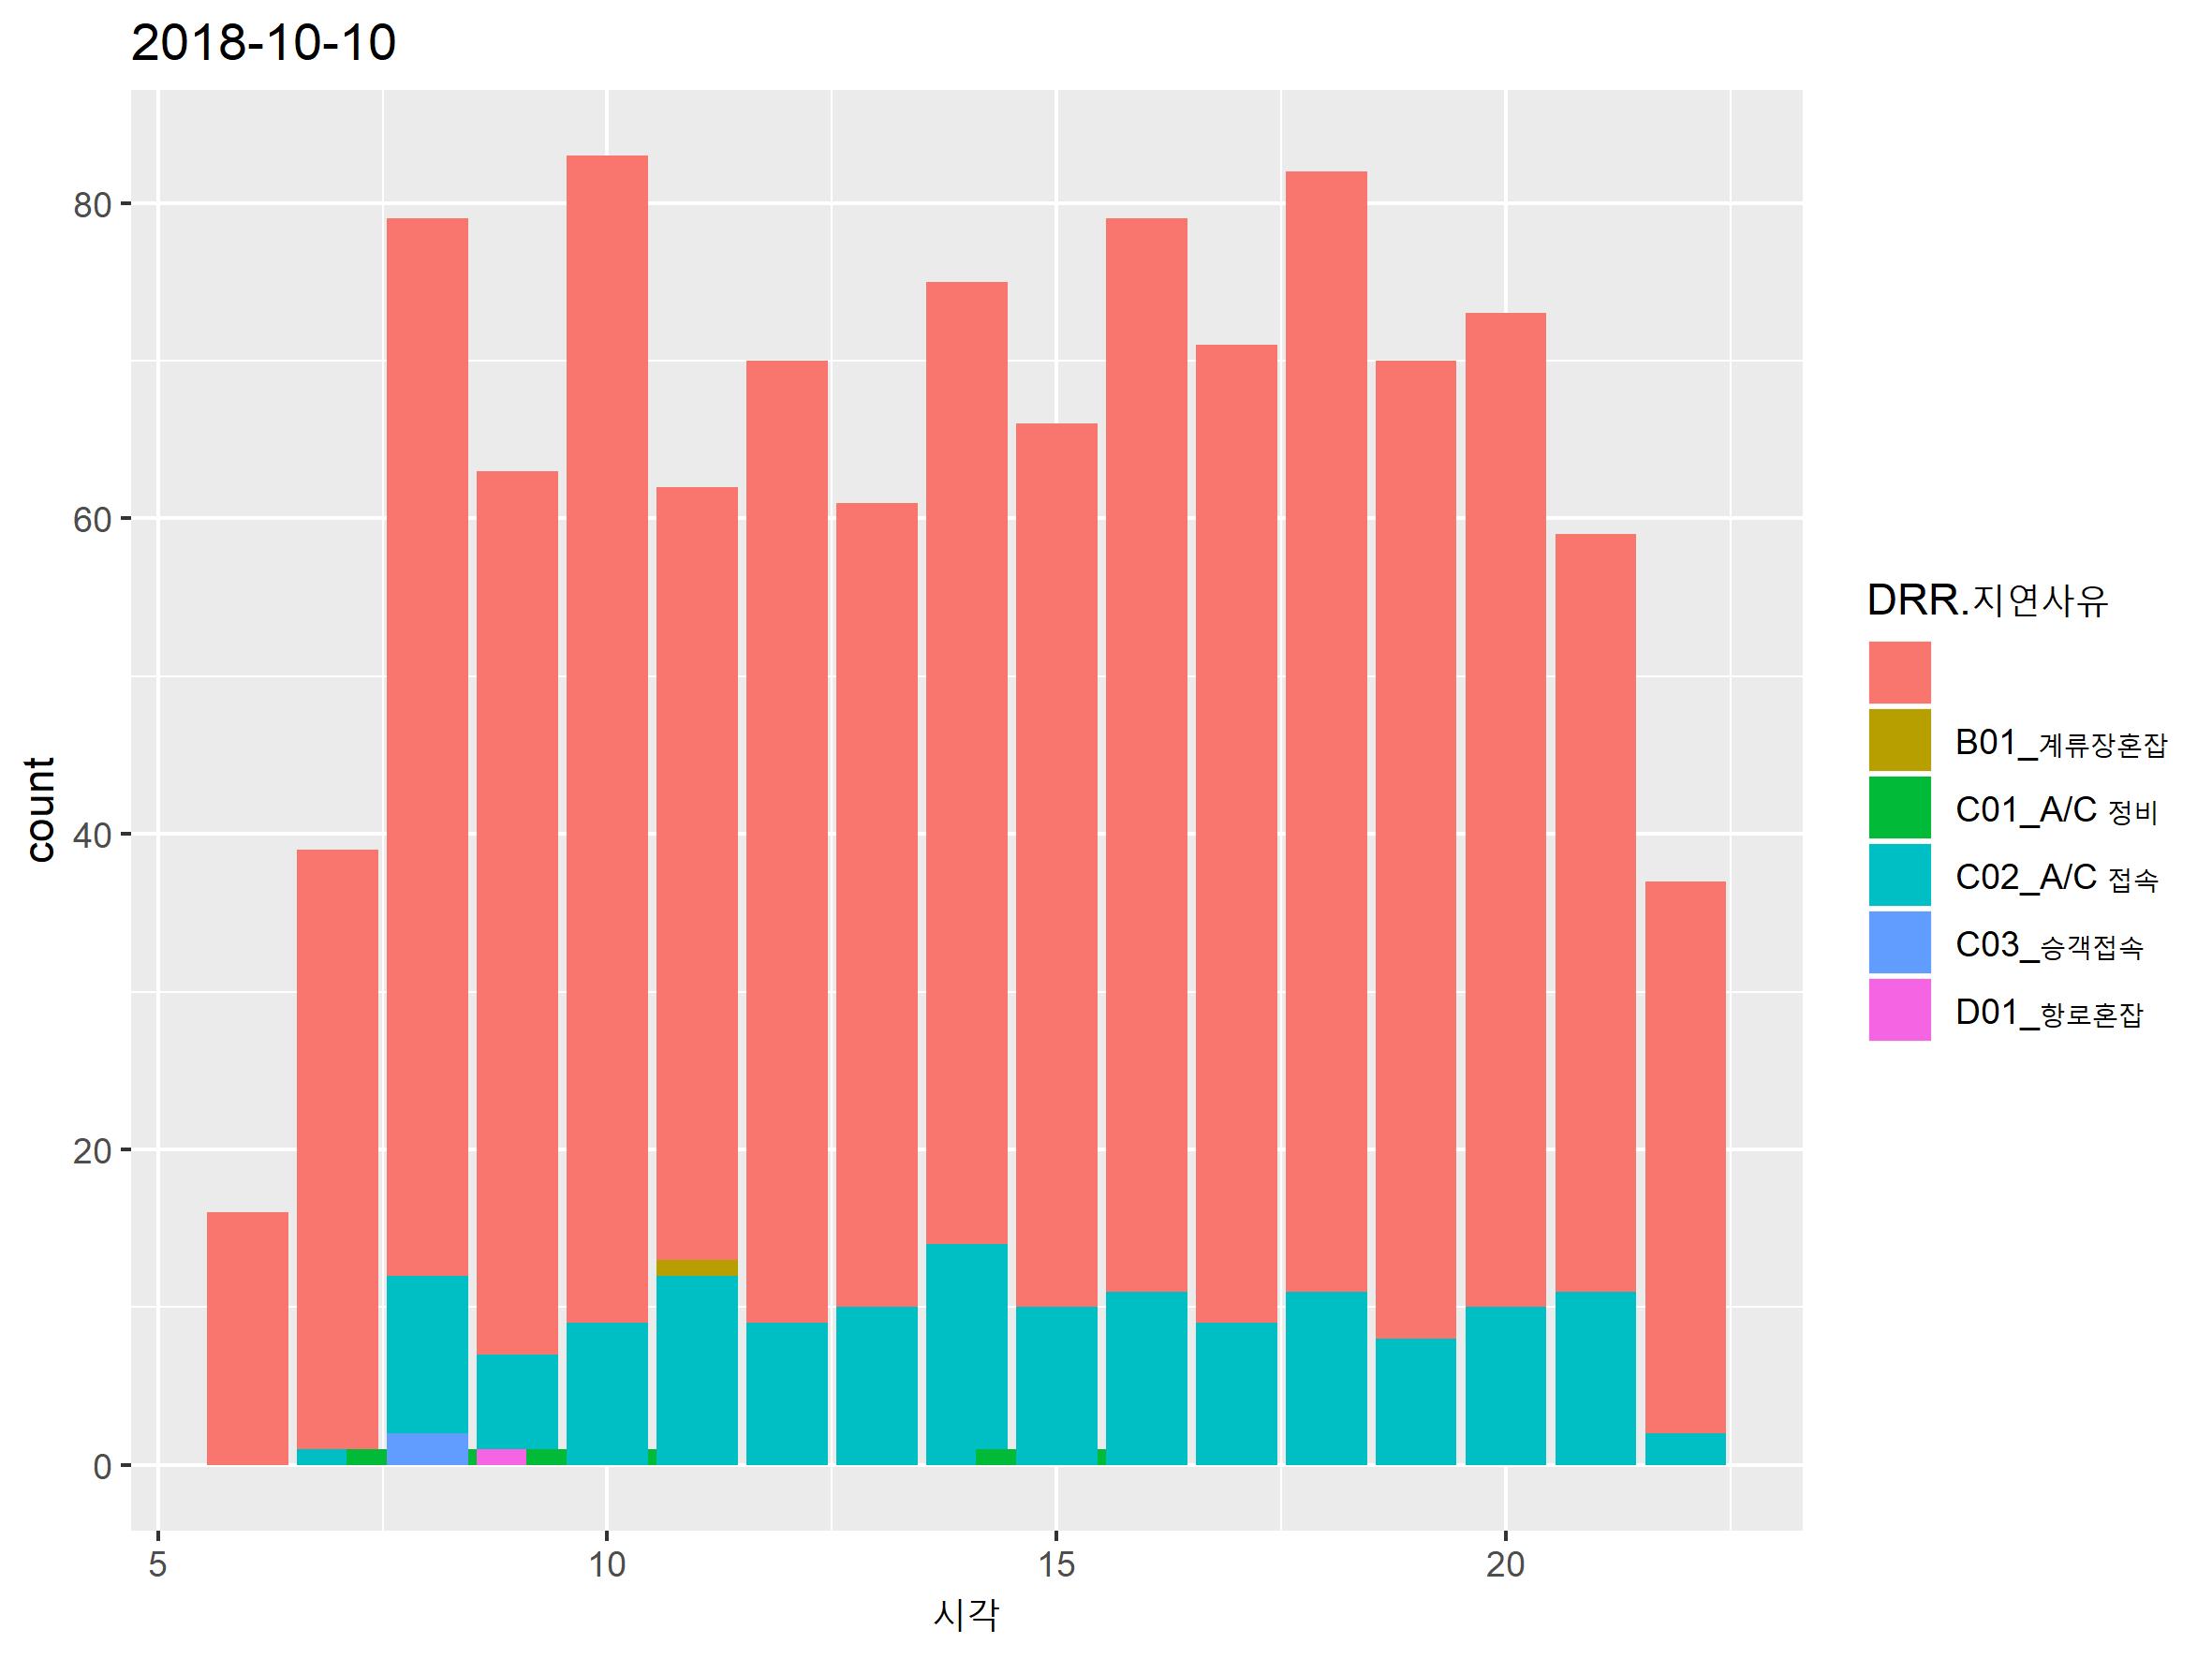 2018-10-10
80
60
40
20
0
count
5 10 15 20
시각
DRR.지연사유
B01_계류장혼잡
C01_A/C 정비
C02_A/C 접속
C03_승객접속
D01_항로혼잡